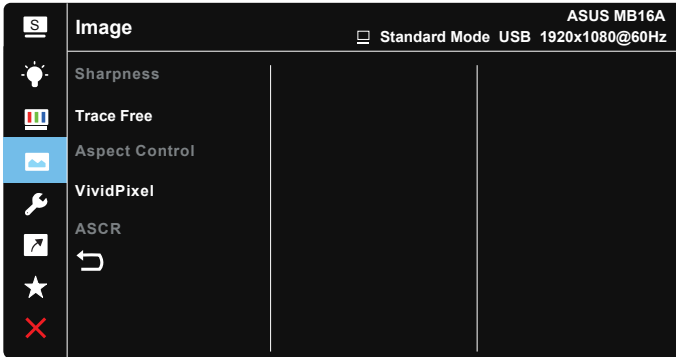 S
Image
ASUS MB16A
Standard Mode USB 1920x1080@60Hz
Sharpness
Trace Free
Aspect Control
VividPixel
ASCR